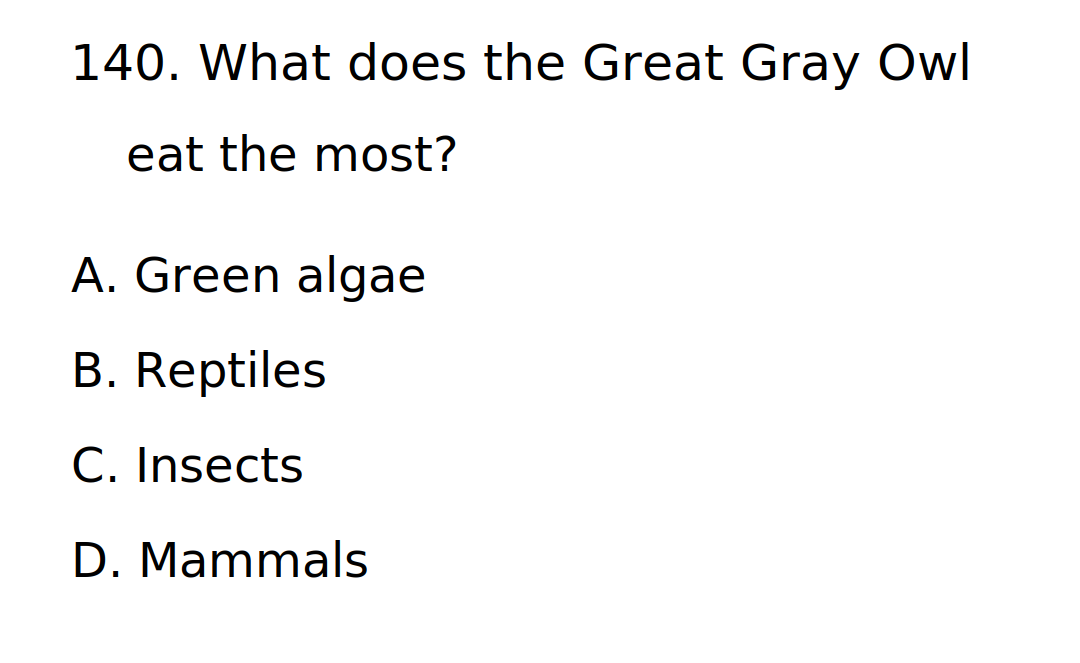 140. What does the Great Gray Owl
eat the most?
A. Green algae
B. Reptiles
C. Insects
D. Mammals